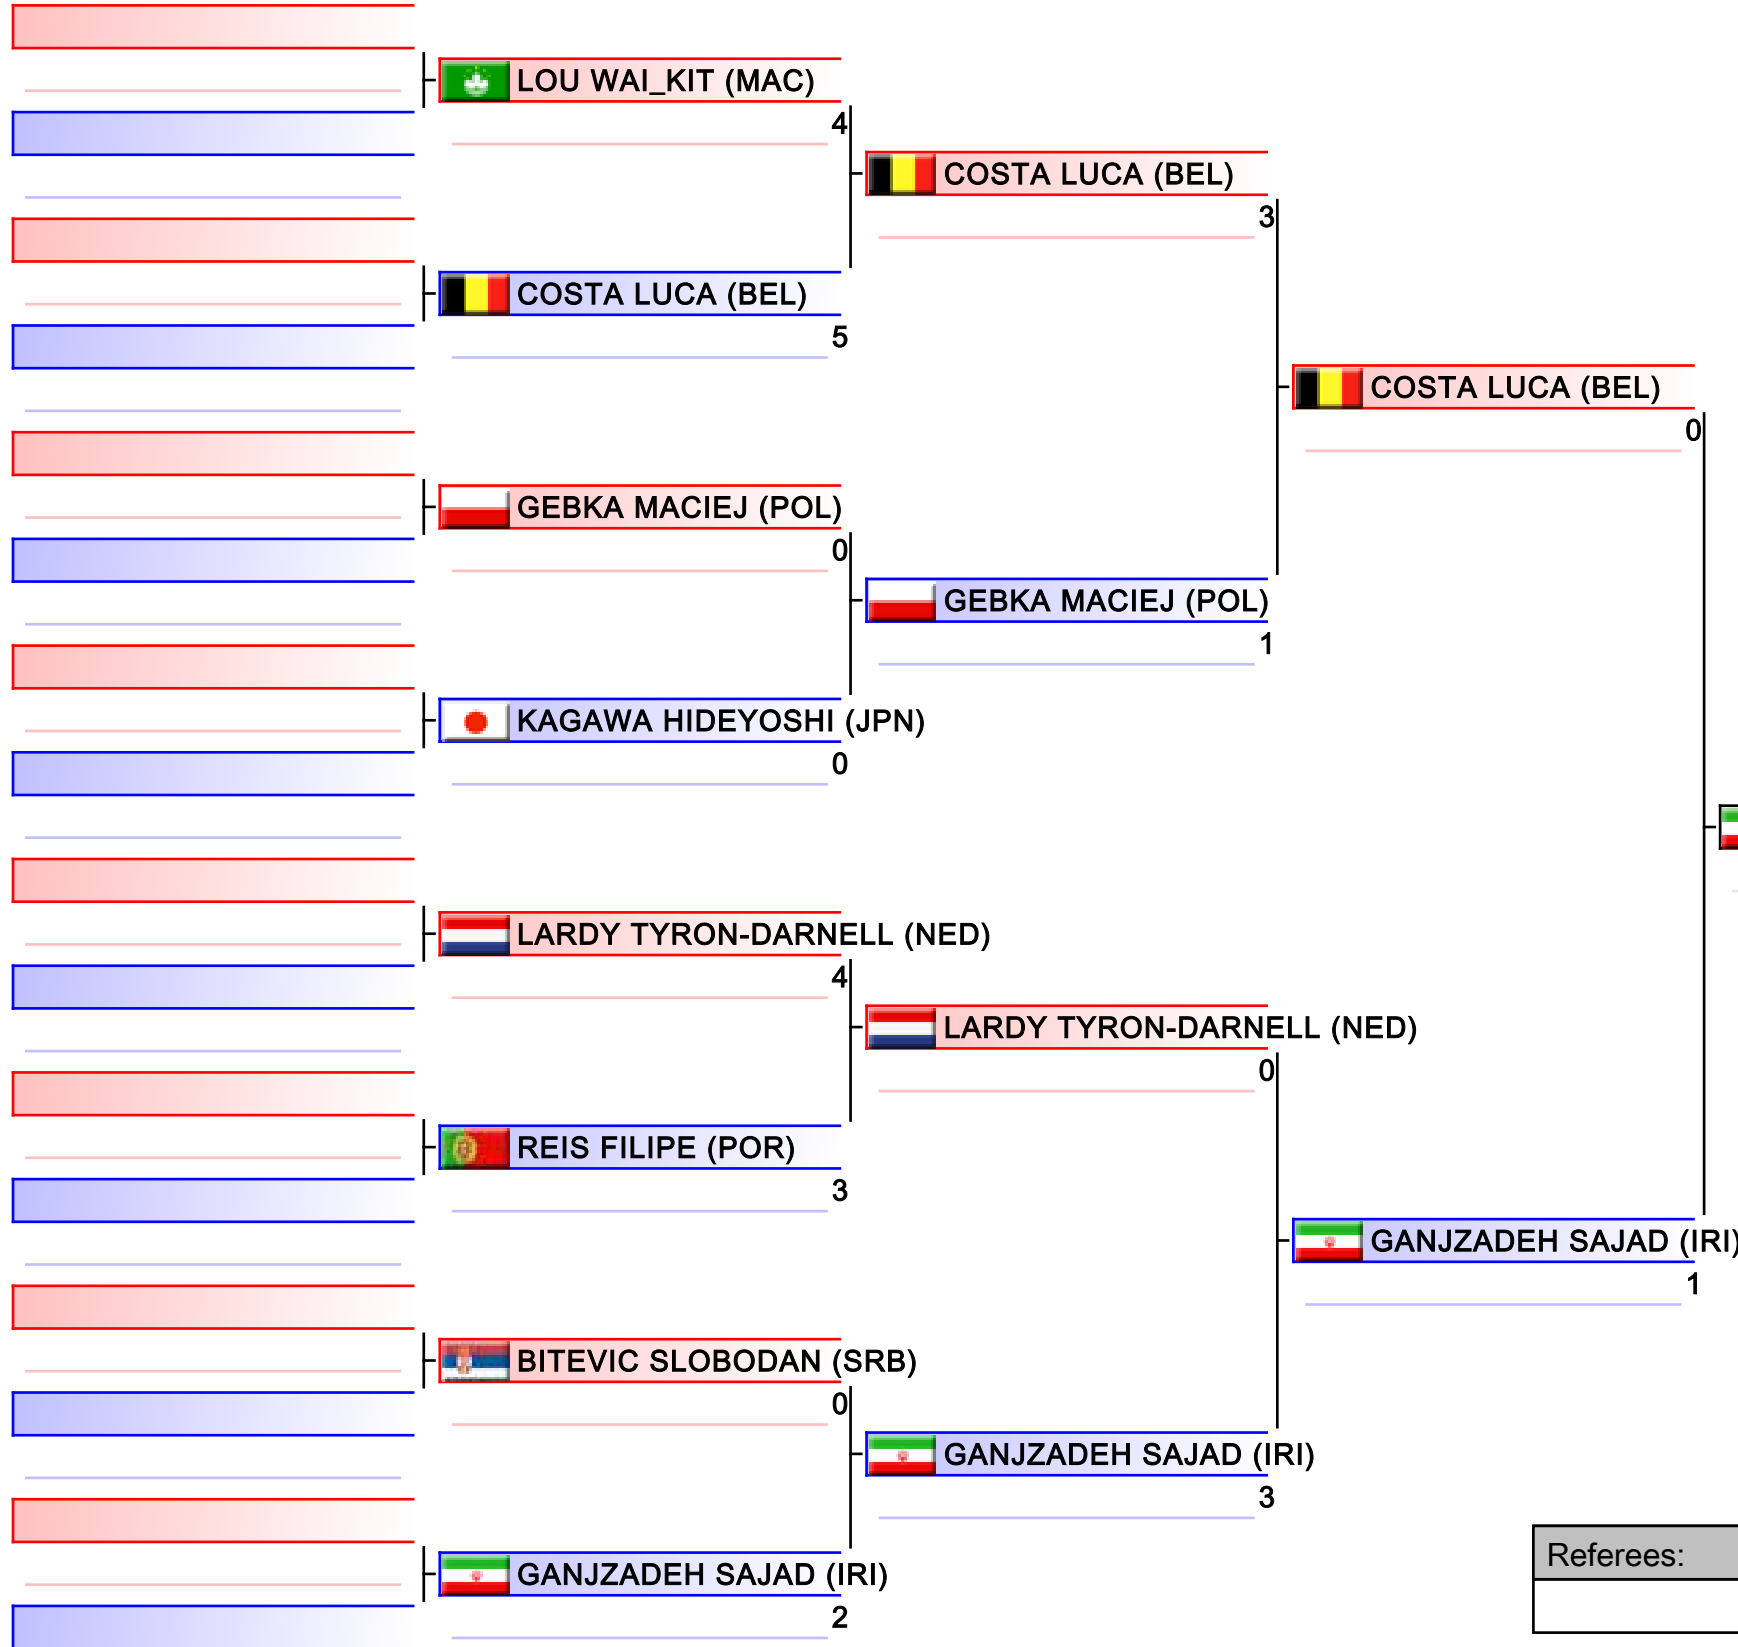 LOU WAI_KIT (MAC)
4
COSTA LUCA (BEL)
3
COSTA LUCA (BEL)
5
COSTA LUCA (BEL)
0
GEBKA MACIEJ (POL)
0
GEBKA MACIEJ (POL)
1
KAGAWA HIDEYOSHI (JPN)
0
LARDY TYRON-DARNELL (NED)
4
LARDY TYRON-DARNELL (NED)
0
REIS FILIPE (POR)
3
GANJZADEH SAJAD (IRI)
1
BITEVIC SLOBODAN (SRB)
0
GANJZADEH SAJAD (IRI)
3
GANJZADEH SAJAD (IRI)
2
Referees: